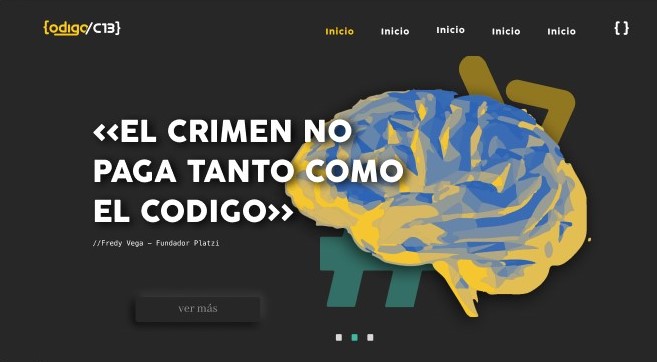 {odigo/C13}
Inicio
Inicio
Inicio
Inicio
Inicio
{ }
<<EL CRIMEN NO
PAGA TANTO COMO
EL CODIGO>>
//Fredy Vega – Fundador Platzi
ver más